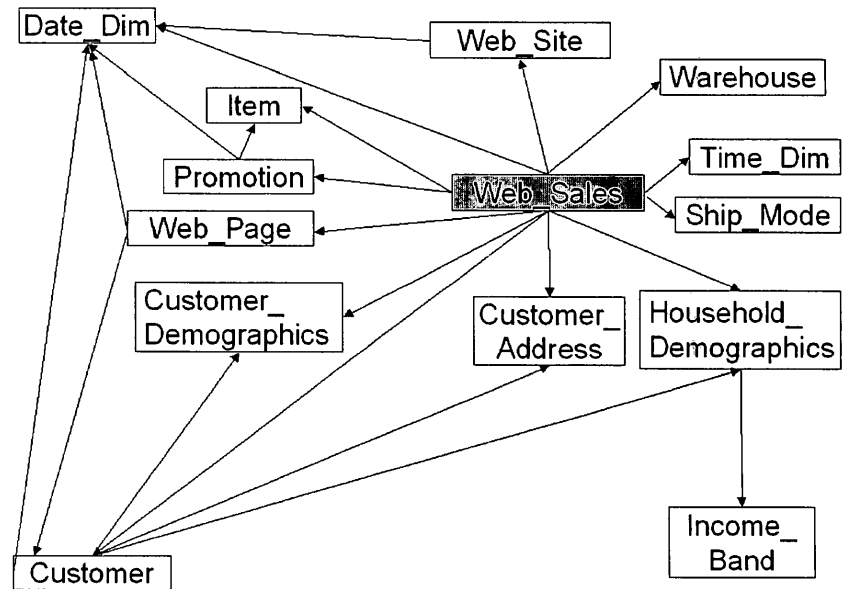 Date_Dim
Web_Site
Warehouse
Item
Time_Dim
Promotion
Web_Sales
Ship_Mode
Web_Page
Customer_
Demographics
Customer_
Address
Household_
Demographics
Income_
Band
Customer